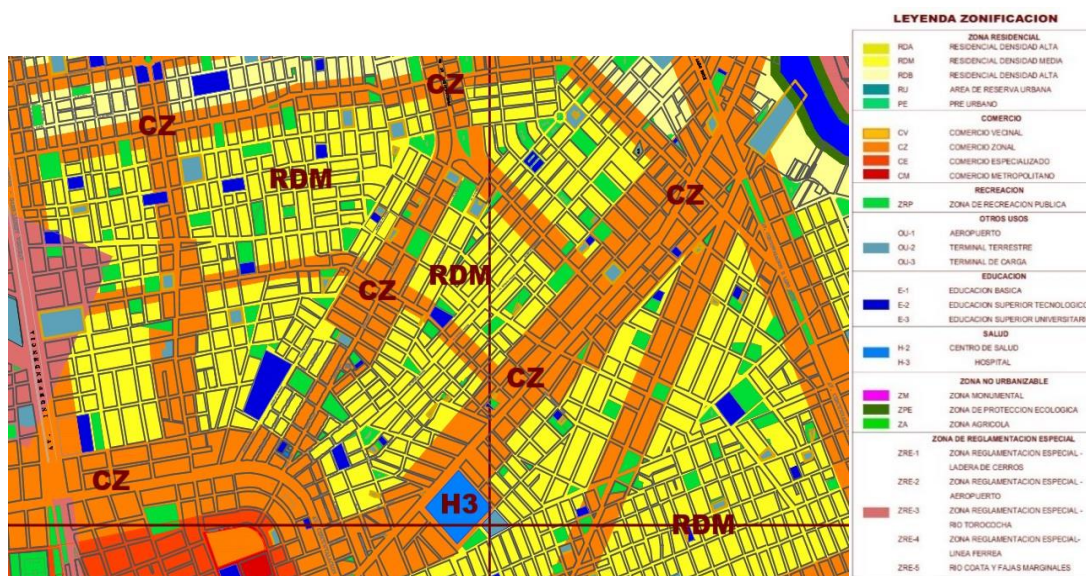 LEYENDA ZONIFICACION
ZONA RESIDENCIAL
RDA RESIDENCIAL DENSIDAD ALTA
RDM RESIDENCIAL DENSIDAD MEDIA
RDB RESIDENCIAL DENSIDAD ALTA
RU AREA DE RESERVA URBANA
PE PRE URBANO
COMERCIO
CV COMERCIO VECINAL
CZ COMERCIO ZONAL
CE COMERCIO ESPECIALIZADO
CM COMERCIO METROPOLITANO
RECREACION
ZRP ZONA DE RECREACION PUBLICA
OTROS USOS
OU-1 AEROPUERTO
OU-2 TERMINAL TERRESTRE
OU-3 TERMINAL DE CARGA
EDUCACION
E-1 EDUCACION BASICA
E-2 EDUCACION SUPERIOR TECNOLOGICO
E-3 EDUCACION SUPERIOR UNIVERSITARI
SALUD
H-2 CENTRO DE SALUD
H-3 HOSPITAL
ZONA NO URBANIZABLE
ZM ZONA MONUMENTAL
ZPE ZONA DE PROTECCION ECOLOGICA
ZA ZONA AGRICOLA
ZONA DE REGLAMENTACION ESPECIAL
ZRE-1 ZONA REGLAMENTACION ESPECIAL -
LADERA DE CERROS
ZRE-2 ZONA REGLAMENTACION ESPECIAL -
AEROPUERTO
ZRE-3 ZONA REGLAMENTACION ESPECIAL -
RIO TOROCOCHA
ZRE-4 ZONA REGLAMENTACION ESPECIAL-
LINEA FERREA
ZRE-5 RIO COATA Y FAJAS MARGINALES
CZ
CZ
RDM
CZ
RDM
CZ
CZ
CZ
H3
RDM